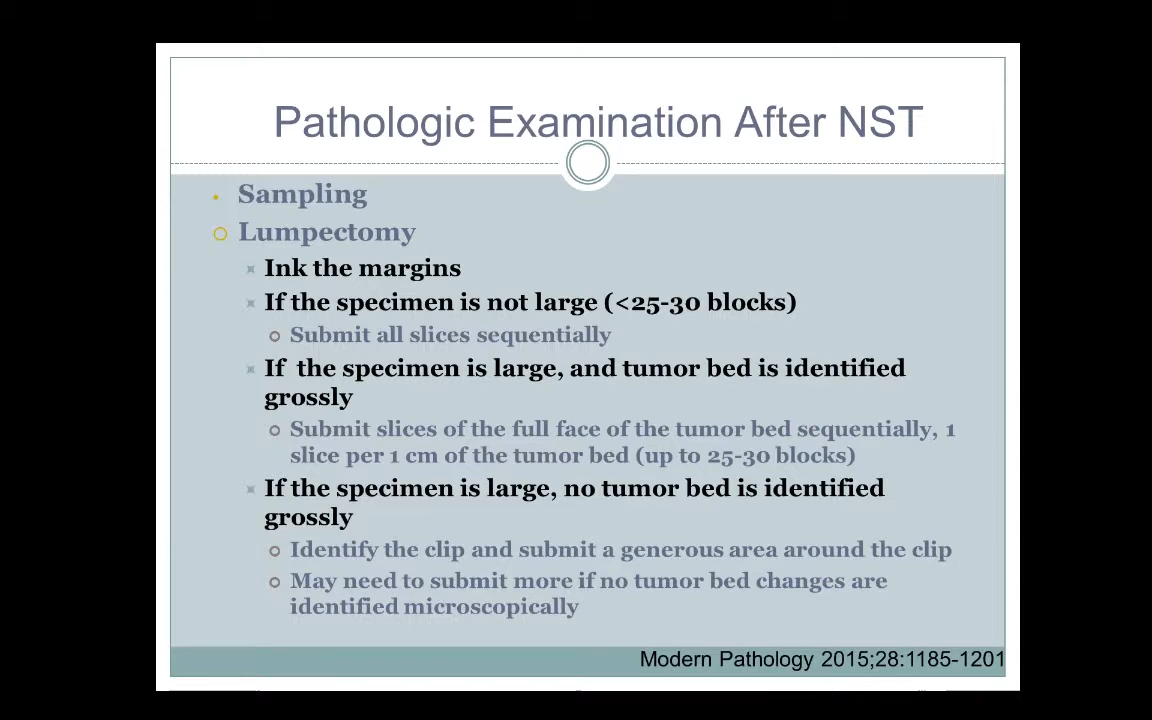 Pathologic Examination After NST
Sampling
Lumpectomy
Ink the margins
If the specimen is not large (<25-30 blocks)
Submit all slices sequentially
If  the specimen is large, and tumor bed is identified
grossly
Submit slices of the full face of the tumor bed sequentially, 1
slice per 1 cm of the tumor bed (up to 25-30 blocks)
If the specimen is large, no tumor bed is identified
grossly
Identify the clip and submit a generous area around the clip
May need to submit more if no tumor bed changes are
identified microscopically
Modern Pathology 2015;28:1185-1201